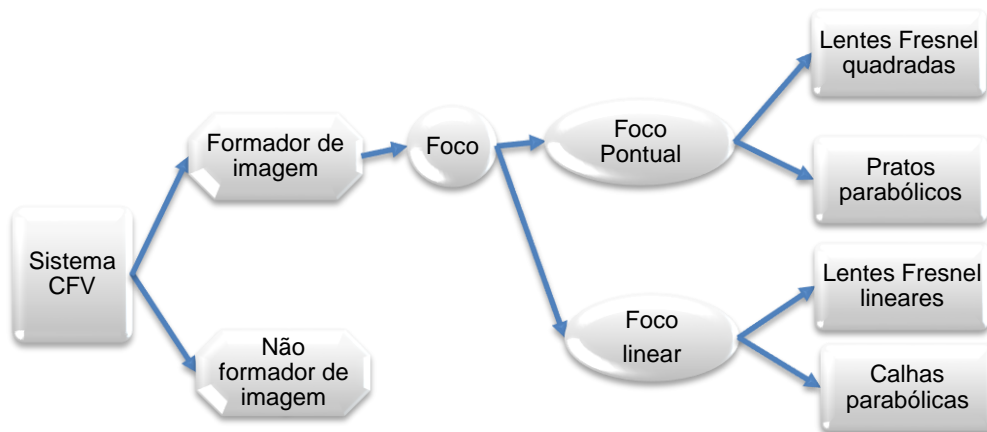 Sistema
CFV
Formador de
imagem
Não
formador de
imagem
Foco
Foco
Pontual
Foco
linear
Lentes Fresnel
quadradas
Pratos
parabólicos
Lentes Fresnel
lineares
Calhas
parabólicas